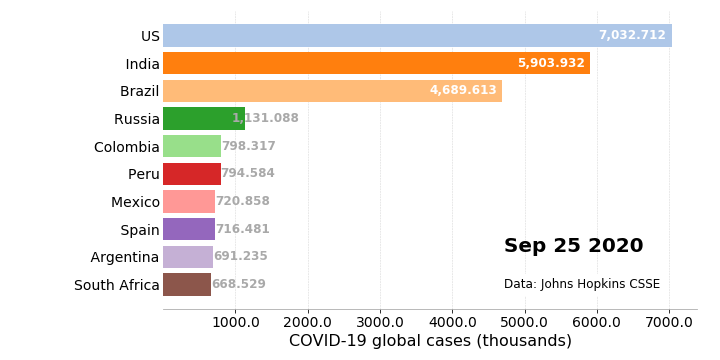 US 7,032.712
India 5,903.932
Brazil 4,689.613
Russia 1,131.088
Colombia 798.317
Peru 794.584
Mexico 720.858
Spain 716.481
Argentina 691.235
South Africa 668.529
Sep 25 2020
Data: Johns Hopkins CSSE
1000.0 2000.0 3000.0 4000.0 5000.0 6000.0 7000.0
COVID-19 global cases (thousands)